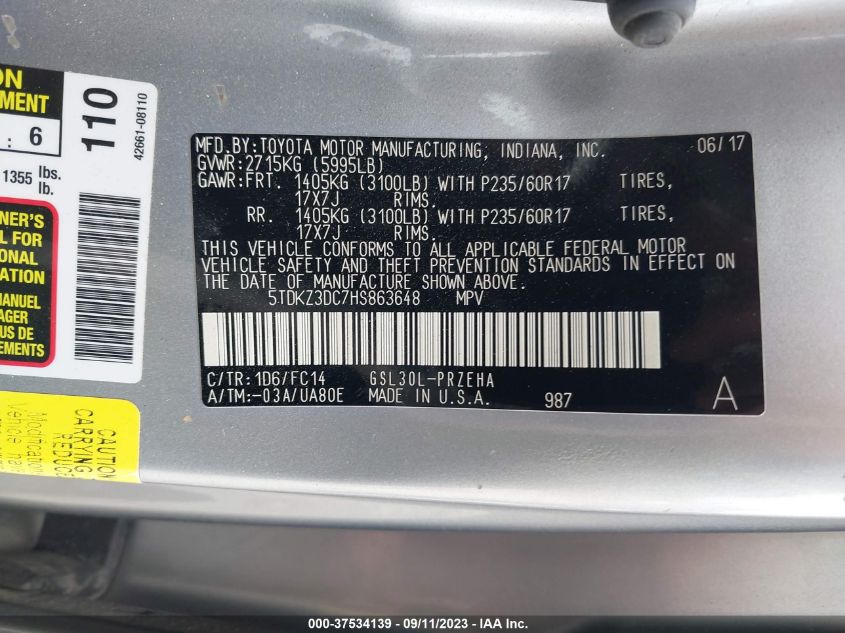 ON
MENT
: 6
1355 lbs.
lb.
110
42661-08110
NER'S
L FOR
ONAL
ATION
MANUEL
AGER
US DE
EMENTS
MFD.BY:TOYOTA MOTOR MANUFACTURING, INDIANA, INC. 06/17
GVWR:2715KG (5995LB)
GAWR:FRT. 1405KG (3100LB) WITH P235/60R17 TIRES,
17X7J RIMS.
RR. 1405KG (3100LB) WITH P235/60R17 TIRES,
17X7J RIMS.
THIS VEHICLE CONFORMS TO ALL APPLICABLE FEDERAL MOTOR
VEHICLE SAFETY AND THEFT PREVENTION STANDARDS IN EFFECT ON
THE DATE OF MANUFACTURE SHOWN ABOVE.
5TDKZ3DC7HS863648 MPV
C/TR:1D6/FC14 GSL30L-PRZEHA
A/TM:-03A/UA80E MADE IN U.S.A. 987 A
CAUTION
CARRYING
REDUCE
Modification
Vehicle
000-37534139 - 09/11/2023 - IAA Inc.